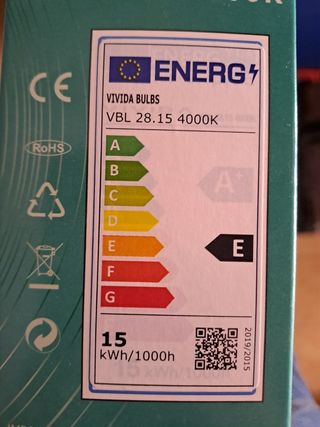 CE
RoHS
ENERG
VIVIDA BULBS
VBL 28.15 4000K
A
B
C
D
E
F
G
A+
E
15
kWh/1000h
2019/2015